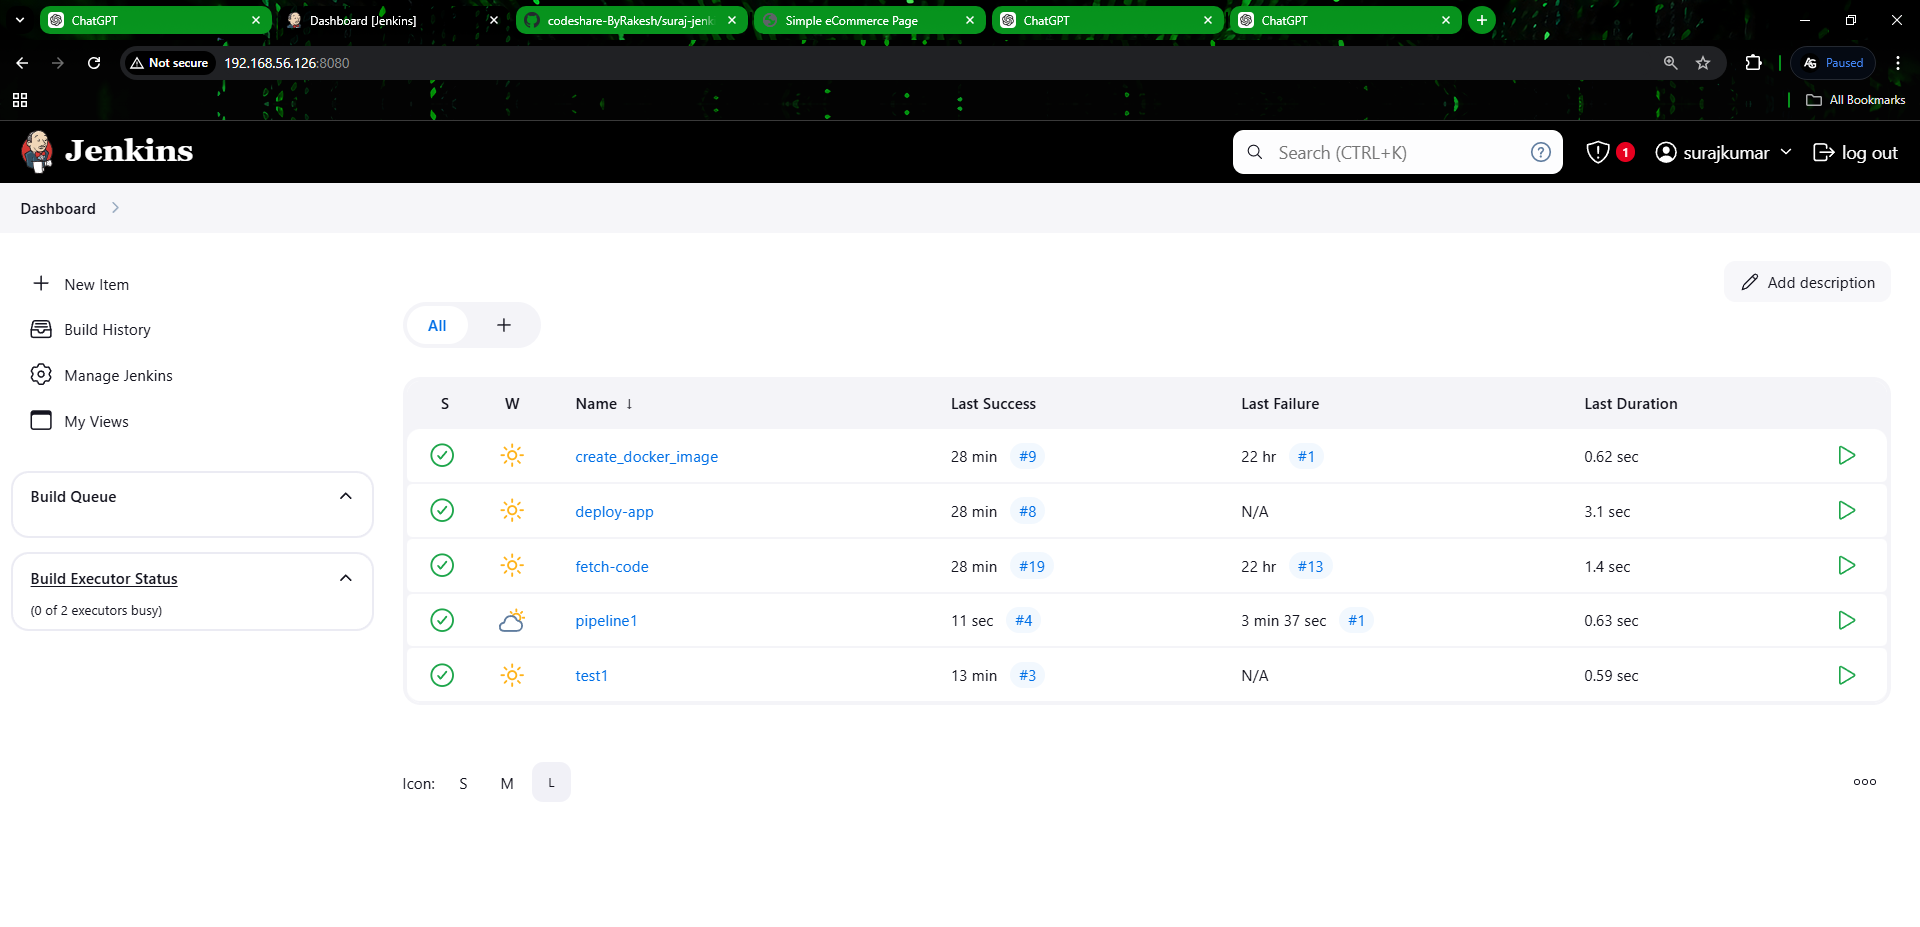 ChatGPT
Dashboard [Jenkins]
codeshare-ByRakesh/suraj-jenk
Simple eCommerce Page
ChatGPT
ChatGPT
Not secure
192.168.56.126:8080
Paused
All Bookmarks
Jenkins
Search (CTRL+K)
?
1
surajkumar
log out
Dashboard
New Item
Build History
Manage Jenkins
My Views
Build Queue
Build Executor Status
(0 of 2 executors busy)
Add description
All
+
S W Name ↓ Last Success Last Failure Last Duration
create_docker_image 28 min #9 22 hr #1 0.62 sec
deploy-app 28 min #8 N/A 3.1 sec
fetch-code 28 min #19 22 hr #13 1.4 sec
pipeline1 11 sec #4 3 min 37 sec #1 0.63 sec
test1 13 min #3 N/A 0.59 sec
Icon: S M L